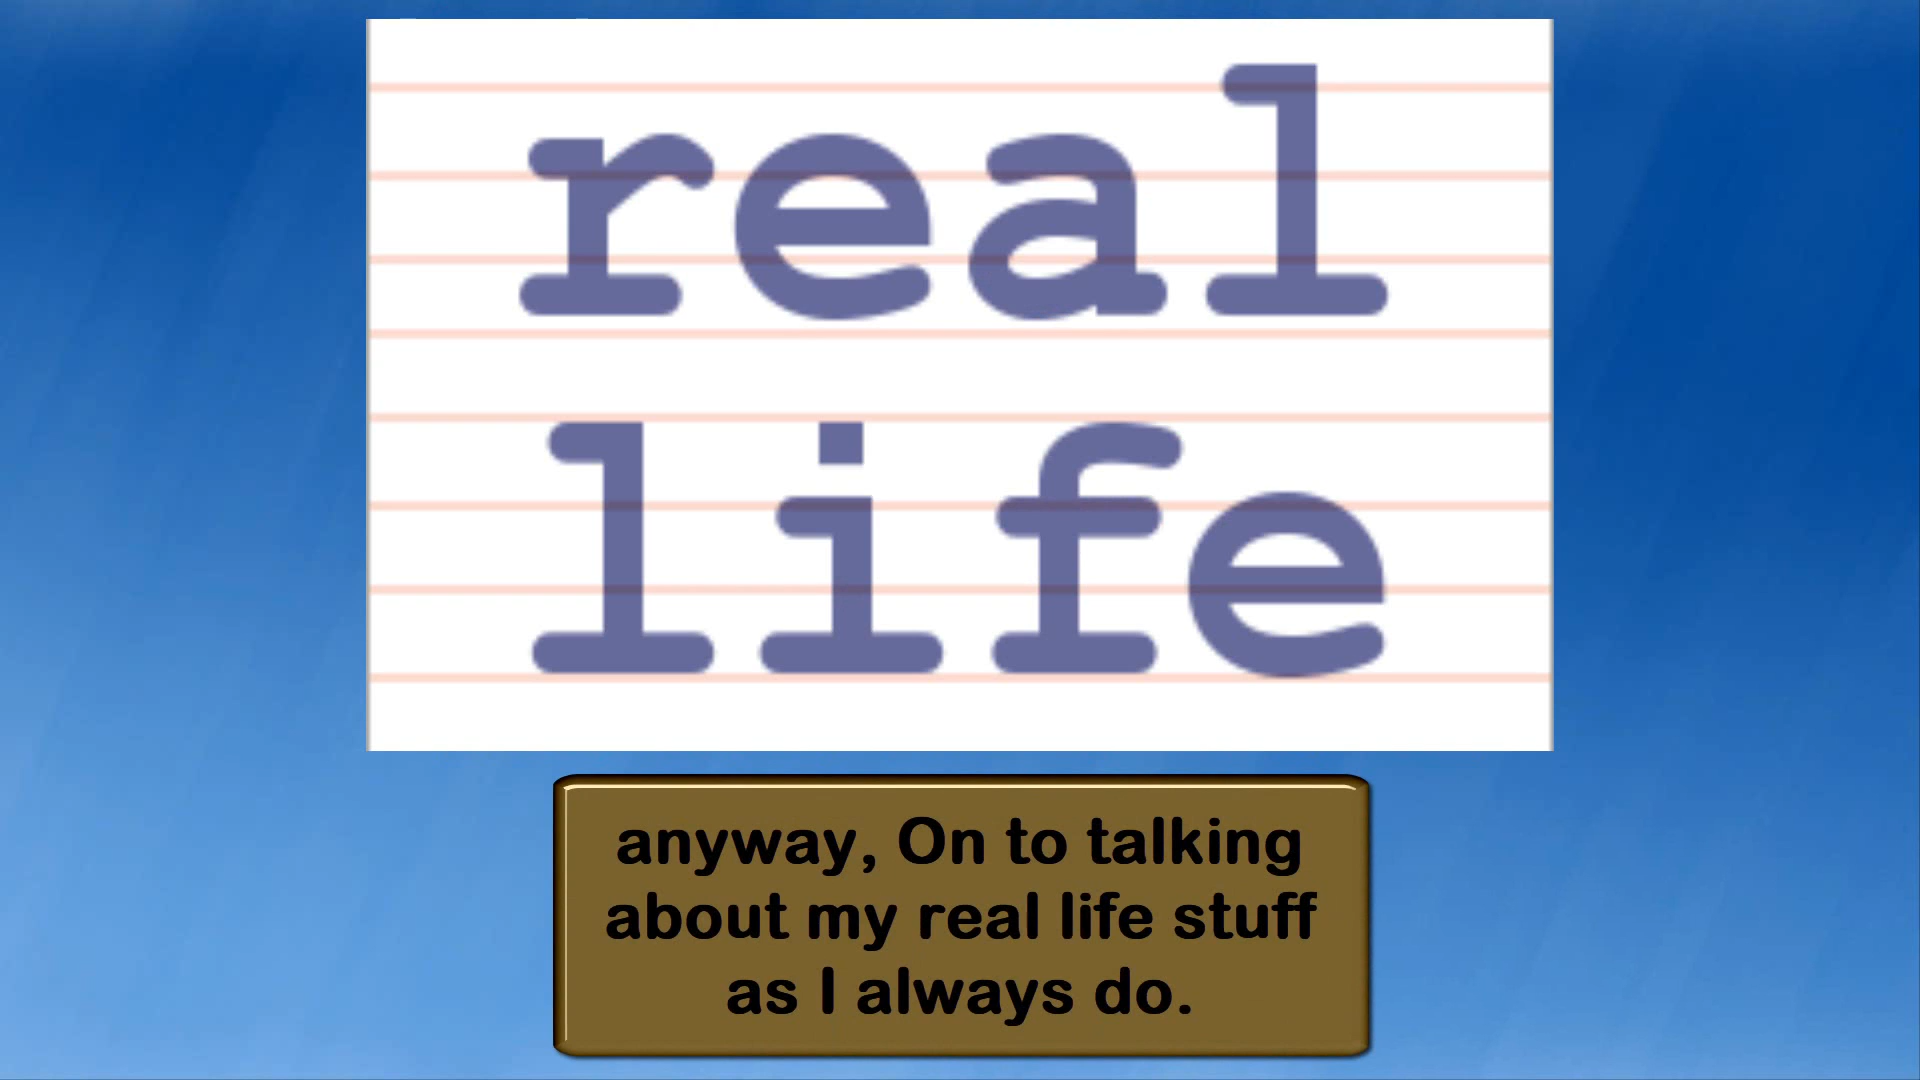 real
life
anyway, On to talking
about my real life stuff
as I always do.